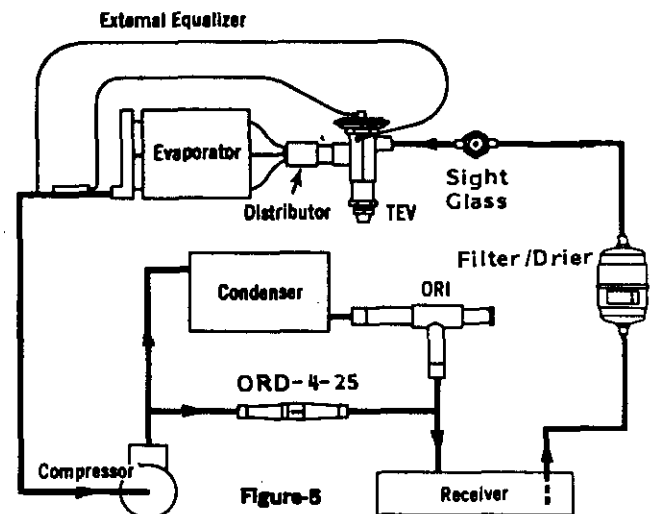 External Equalizer
Evaporator
Distributor
TEV
Sight
Glass
Filter/Drier
Condenser
ORI
ORD-4-25
Compressor
Figure-5
Receiver